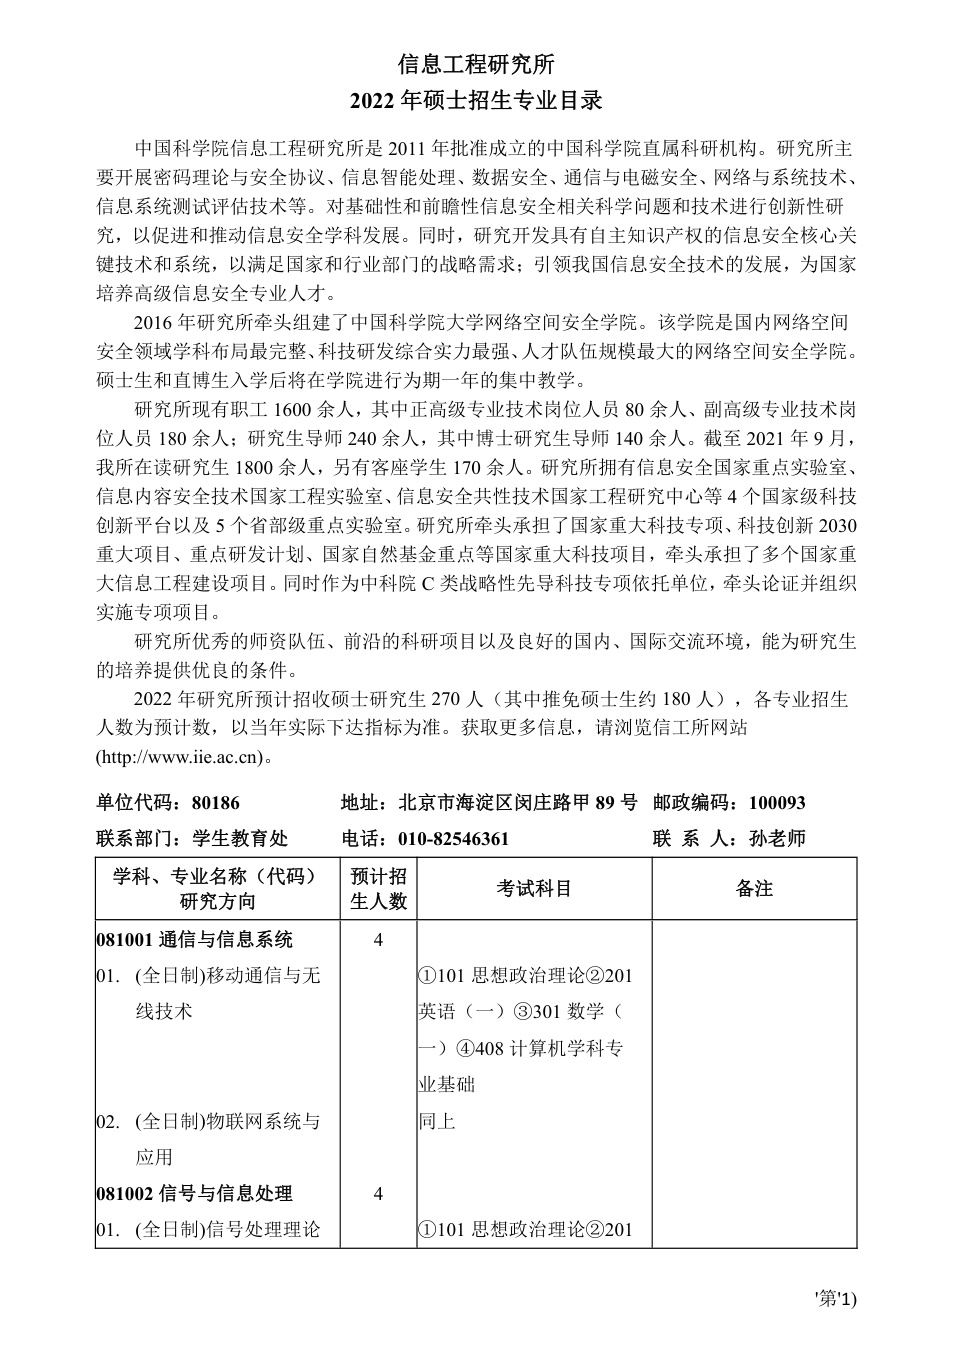 信息工程研究所
2022 年硕士招生专业目录
中国科学院信息工程研究所是 2011 年批准成立的中国科学院直属科研机构。研究所主
要开展密码理论与安全协议、信息智能处理、数据安全、通信与电磁安全、网络与系统技术、
信息系统测试评估技术等。对基础性和前瞻性信息安全相关科学问题和技术进行创新性研
究，以促进和推动信息安全学科发展。同时，研究开发具有自主知识产权的信息安全核心关
键技术和系统，以满足国家和行业部门的战略需求；引领我国信息安全技术的发展，为国家
培养高级信息安全专业人才。
2016 年研究所牵头组建了中国科学院大学网络空间安全学院。该学院是国内网络空间
安全领域学科布局最完整、科技研发综合实力最强、人才队伍规模最大的网络空间安全学院。
硕士生和直博生入学后将在学院进行为期一年的集中教学。
研究所现有职工 1600 余人，其中正高级专业技术岗位人员 80 余人、副高级专业技术岗
位人员 180 余人；研究生导师 240 余人，其中博士研究生导师 140 余人。截至 2021 年 9 月，
我所在读研究生 1800 余人，另有客座学生 170 余人。研究所拥有信息安全国家重点实验室、
信息内容安全技术国家工程实验室、信息安全共性技术国家工程研究中心等 4 个国家级科技
创新平台以及 5 个省部级重点实验室。研究所牵头承担了国家重大科技专项、科技创新 2030
重大项目、重点研发计划、国家自然基金重点等国家重大科技项目，牵头承担了多个国家重
大信息工程建设项目。同时作为中科院 C 类战略性先导科技专项依托单位，牵头论证并组织
实施专项项目。
研究所优秀的师资队伍、前沿的科研项目以及良好的国内、国际交流环境，能为研究生
的培养提供优良的条件。
2022 年研究所预计招收硕士研究生 270 人（其中推免硕士生约 180 人），各专业招生
人数为预计数，以当年实际下达指标为准。获取更多信息，请浏览信工所网站
(http://www.iie.ac.cn)。
单位代码：80186 地址：北京市海淀区闵庄路甲 89 号 邮政编码：100093
联系部门：学生教育处 电话：010-82546361 联 系 人：孙老师
学科、专业名称（代码）
研究方向
预计招
生人数
考试科目
备注
081001 通信与信息系统 4
01. (全日制)移动通信与无 ①101 思想政治理论②201
线技术 英语（一）③301 数学（
一）④408 计算机学科专
业基础
02. (全日制)物联网系统与 同上
应用
081002 信号与信息处理 4
01. (全日制)信号处理理论 ①101 思想政治理论②201
'第'1)